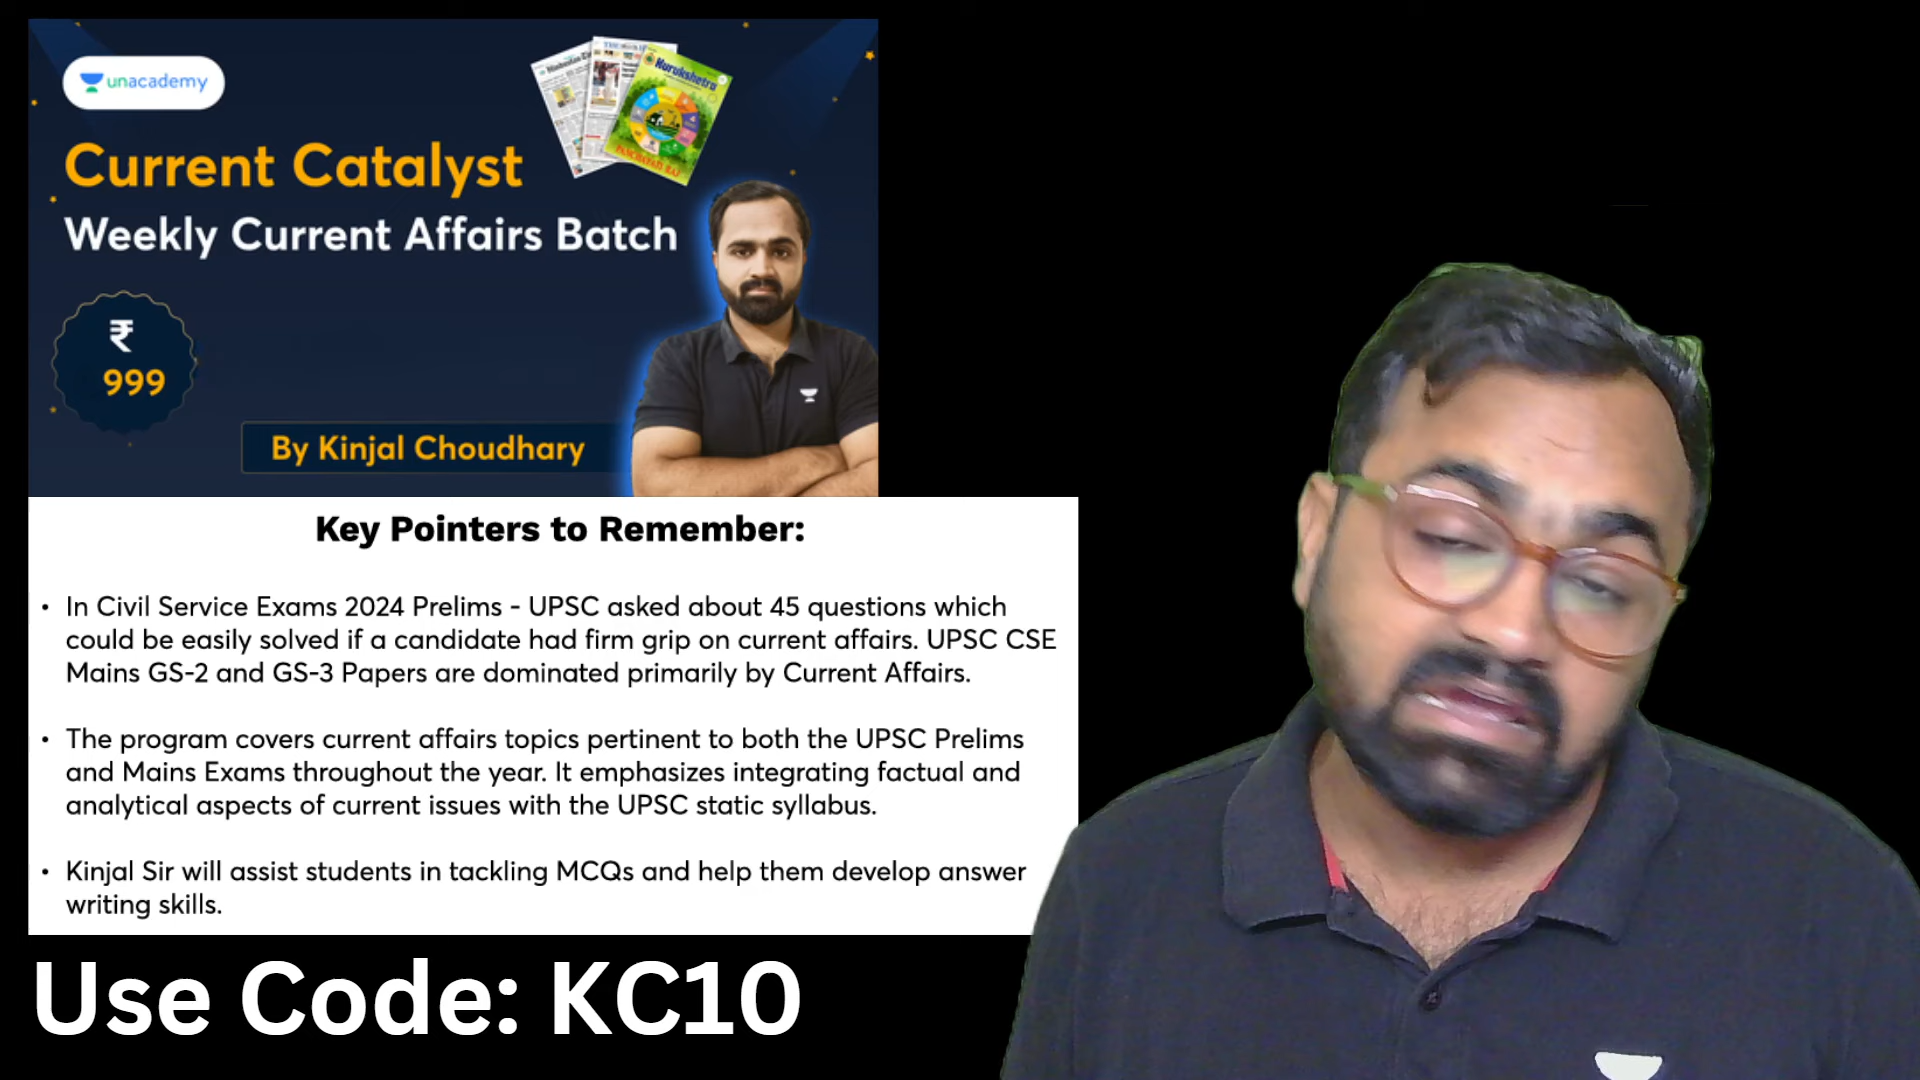 unacademy
Kurukshetra
PANCHAYATI RAJ
Current Catalyst
Weekly Current Affairs Batch
₹
999
By Kinjal Choudhary
Key Pointers to Remember:
• In Civil Service Exams 2024 Prelims - UPSC asked about 45 questions which
could be easily solved if a candidate had firm grip on current affairs. UPSC CSE
Mains GS-2 and GS-3 Papers are dominated primarily by Current Affairs.
• The program covers current affairs topics pertinent to both the UPSC Prelims
and Mains Exams throughout the year. It emphasizes integrating factual and
analytical aspects of current issues with the UPSC static syllabus.
• Kinjal Sir will assist students in tackling MCQs and help them develop answer
writing skills.
Use Code: KC10